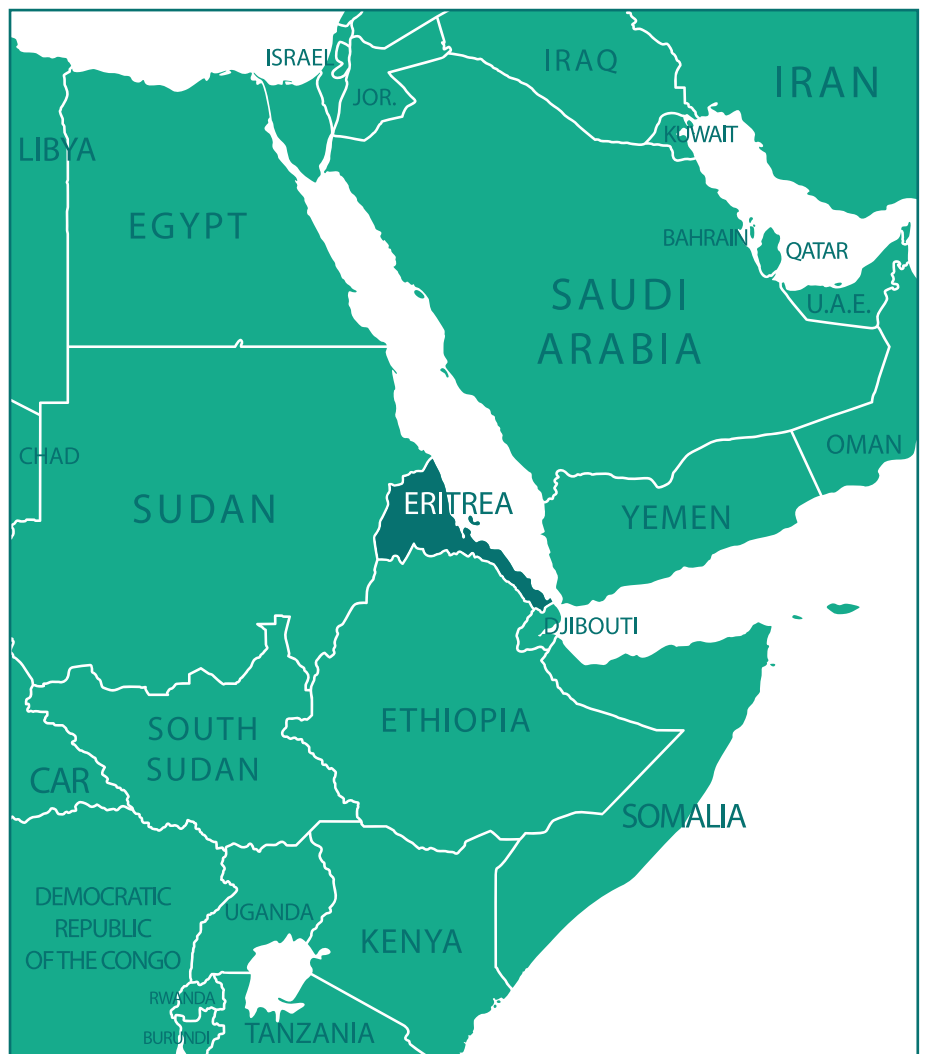 ISRAEL
IRAQ
IRAN
JOR.
KUWAIT
LIBYA
EGYPT
BAHRAIN
QATAR
SAUDI
ARABIA
U.A.E.
CHAD
OMAN
SUDAN
ERITREA
YEMEN
DJIBOUTI
ETHIOPIA
SOUTH
SUDAN
CAR
SOMALIA
DEMOCRATIC
REPUBLIC
OF THE CONGO
UGANDA
KENYA
RWANDA
BURUNDI
TANZANIA